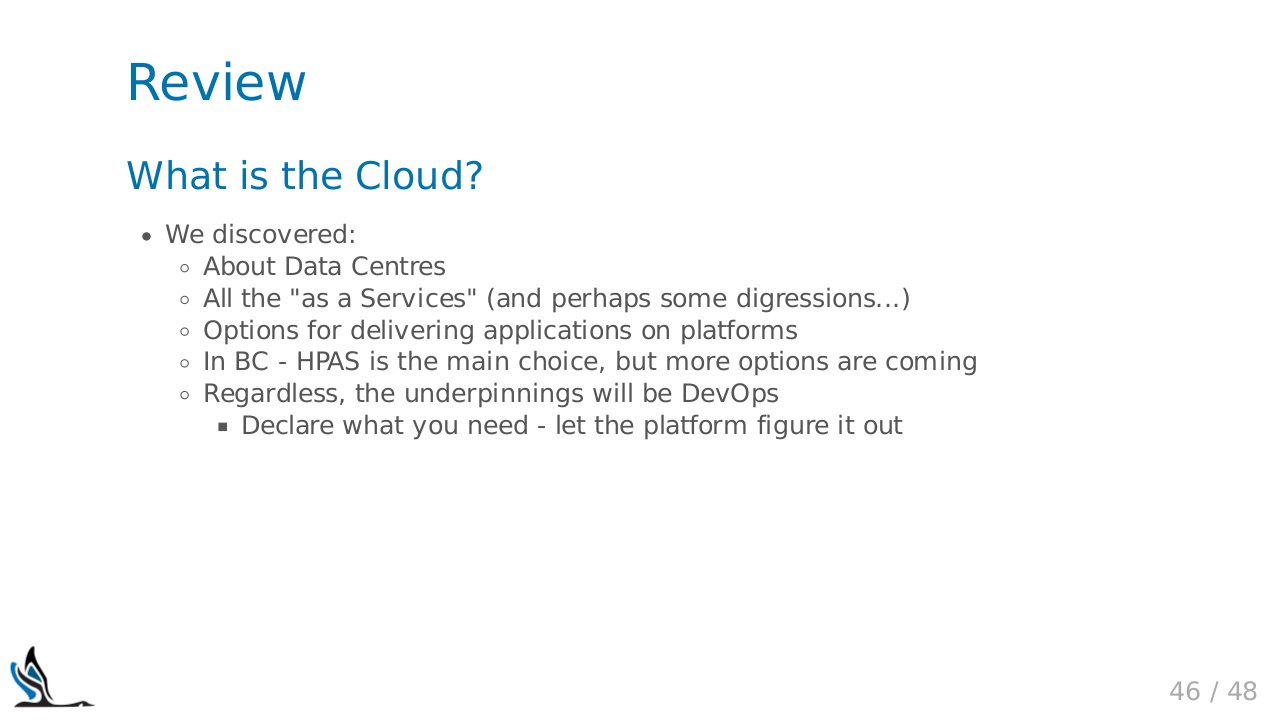 Review
What is the Cloud?
• We discovered:
◦ About Data Centres
◦ All the "as a Services" (and perhaps some digressions...)
◦ Options for delivering applications on platforms
◦ In BC - HPAS is the main choice, but more options are coming
◦ Regardless, the underpinnings will be DevOps
▪ Declare what you need - let the platform figure it out
46 / 48